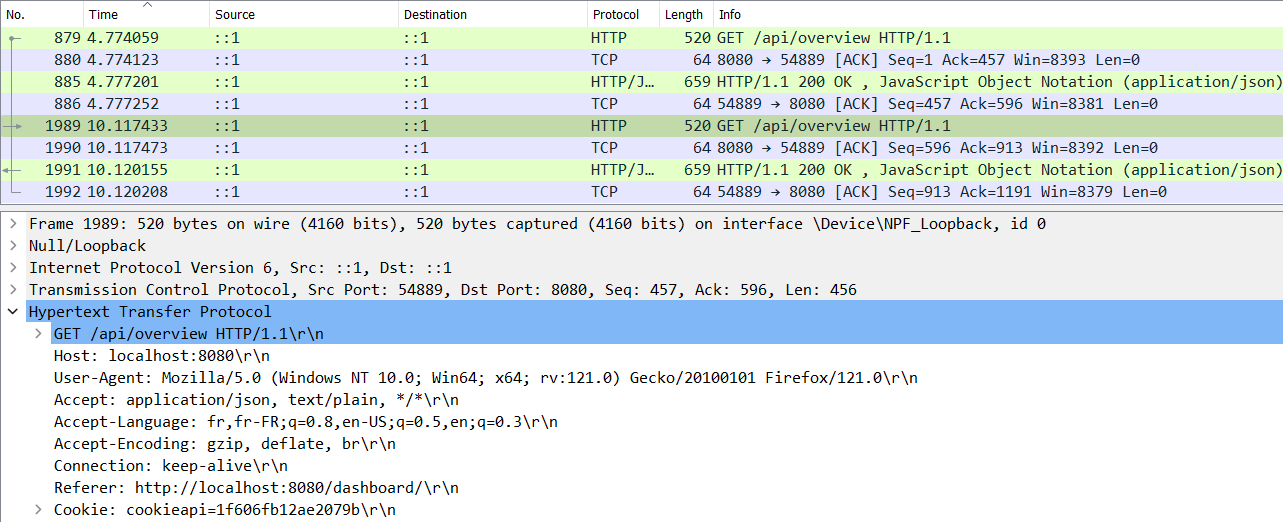 No. Time Source Destination Protocol Length Info
879 4.774059 ::1 ::1 HTTP 520 GET /api/overview HTTP/1.1
880 4.774123 ::1 ::1 TCP 64 8080 → 54889 [ACK] Seq=1 Ack=457 Win=8393 Len=0
885 4.777201 ::1 ::1 HTTP/J… 659 HTTP/1.1 200 OK , JavaScript Object Notation (application/json)
886 4.777252 ::1 ::1 TCP 64 54889 → 8080 [ACK] Seq=457 Ack=596 Win=8381 Len=0
1989 10.117433 ::1 ::1 HTTP 520 GET /api/overview HTTP/1.1
1990 10.117473 ::1 ::1 TCP 64 8080 → 54889 [ACK] Seq=596 Ack=913 Win=8392 Len=0
1991 10.120155 ::1 ::1 HTTP/J… 659 HTTP/1.1 200 OK , JavaScript Object Notation (application/json)
1992 10.120208 ::1 ::1 TCP 64 54889 → 8080 [ACK] Seq=913 Ack=1191 Win=8379 Len=0
Frame 1989: 520 bytes on wire (4160 bits), 520 bytes captured (4160 bits) on interface \Device\NPF_Loopback, id 0
Null/Loopback
Internet Protocol Version 6, Src: ::1, Dst: ::1
Transmission Control Protocol, Src Port: 54889, Dst Port: 8080, Seq: 457, Ack: 596, Len: 456
Hypertext Transfer Protocol
GET /api/overview HTTP/1.1\r\n
Host: localhost:8080\r\n
User-Agent: Mozilla/5.0 (Windows NT 10.0; Win64; x64; rv:121.0) Gecko/20100101 Firefox/121.0\r\n
Accept: application/json, text/plain, */*\r\n
Accept-Language: fr,fr-FR;q=0.8,en-US;q=0.5,en;q=0.3\r\n
Accept-Encoding: gzip, deflate, br\r\n
Connection: keep-alive\r\n
Referer: http://localhost:8080/dashboard/\r\n
Cookie: cookieapi=1f606fb12ae2079b\r\n